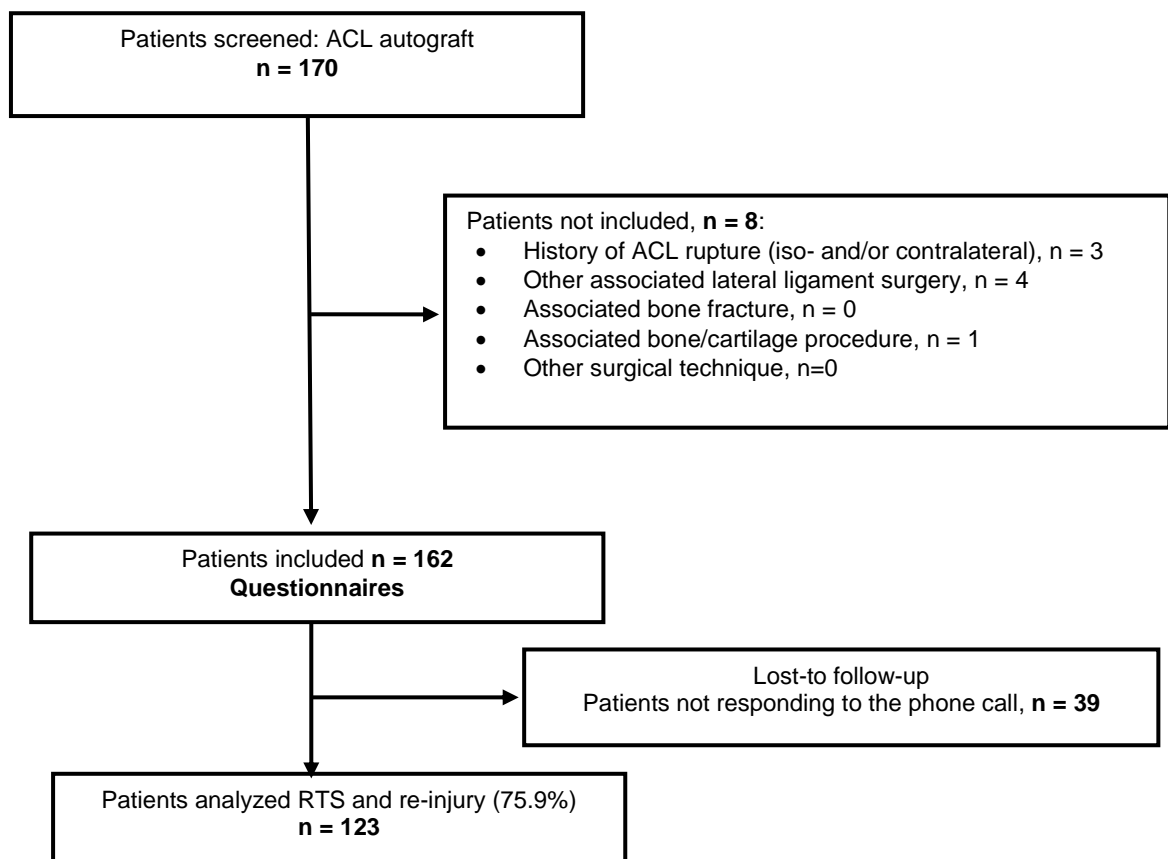 Patients screened: ACL autograft
n = 170
Patients not included, n = 8:
• History of ACL rupture (iso- and/or contralateral), n = 3
• Other associated lateral ligament surgery, n = 4
• Associated bone fracture, n = 0
• Associated bone/cartilage procedure, n = 1
• Other surgical technique, n=0
Patients included n = 162
Questionnaires
Lost-to follow-up
Patients not responding to the phone call, n = 39
Patients analyzed RTS and re-injury (75.9%)
n = 123